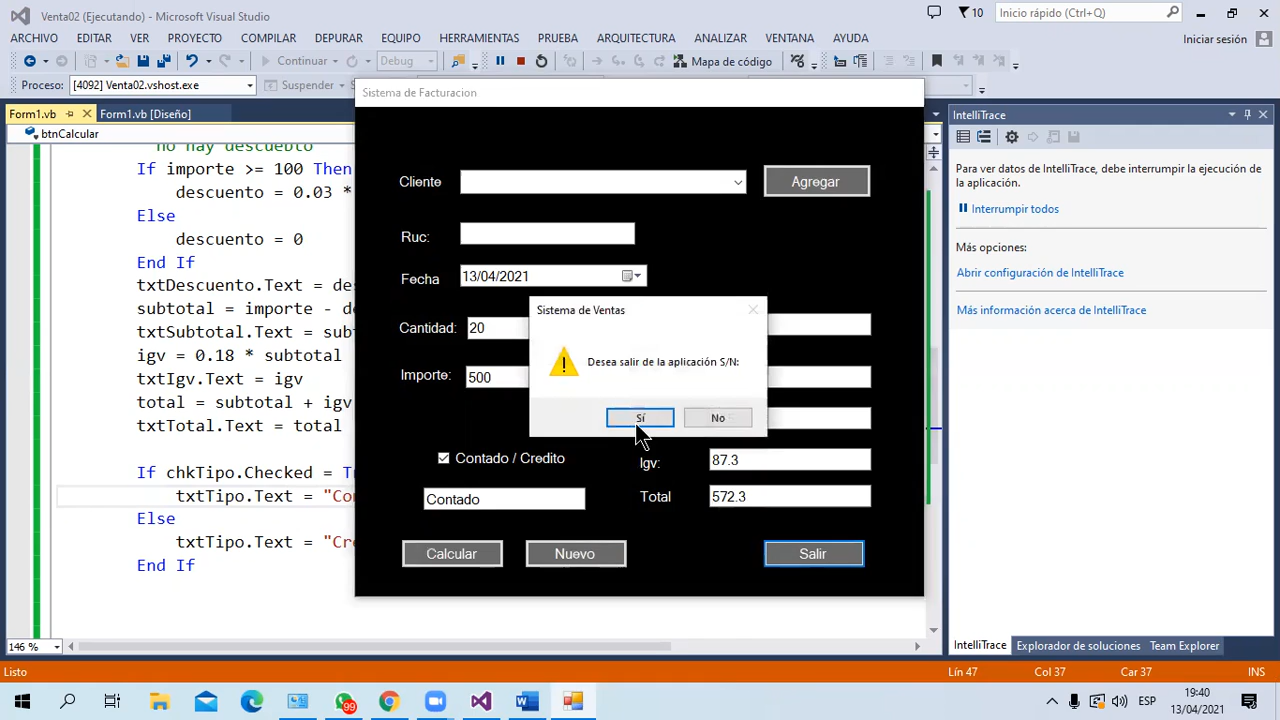 Venta02 (Ejecutando) - Microsoft Visual Studio
10
Inicio rápido (Ctrl+Q)
ARCHIVO EDITAR VER PROYECTO COMPILAR DEPURAR EQUIPO HERRAMIENTAS PRUEBA ARQUITECTURA ANALIZAR VENTANA AYUDA
Iniciar sesión
Continuar Debug Mapa de código
Proceso: [4092] Venta02.vshost.exe Suspender
Form1.vb Form1.vb [Diseño]
btnCalcular
If importe >= 100 Then
descuento = 0.03 *
Else
descuento = 0
End If
txtDescuento.Text = des
subtotal = importe - de
txtSubtotal.Text = subt
igv = 0.18 * subtotal
txtIgv.Text = igv
total = subtotal + igv
txtTotal.Text = total
If chkTipo.Checked = T
txtTipo.Text = "Co
Else
txtTipo.Text = "Cr
End If
146 %
Sistema de Facturacion
Cliente
Agregar
Ruc:
Fecha
13/04/2021
Cantidad:
20
Importe:
500
Contado / Credito
Contado
Igv:
87.3
Total
572.3
Calcular
Nuevo
Salir
Sistema de Ventas
Desea salir de la aplicación S/N:
Sí
No
IntelliTrace
Para ver datos de IntelliTrace, debe interrumpir la ejecución de
la aplicación.
Interrumpir todos
Más opciones:
Abrir configuración de IntelliTrace
Más información acerca de IntelliTrace
IntelliTrace Explorador de soluciones Team Explorer
Listo
Lín 47
Col 37
Car 37
INS
99
ESP
19:40
13/04/2021